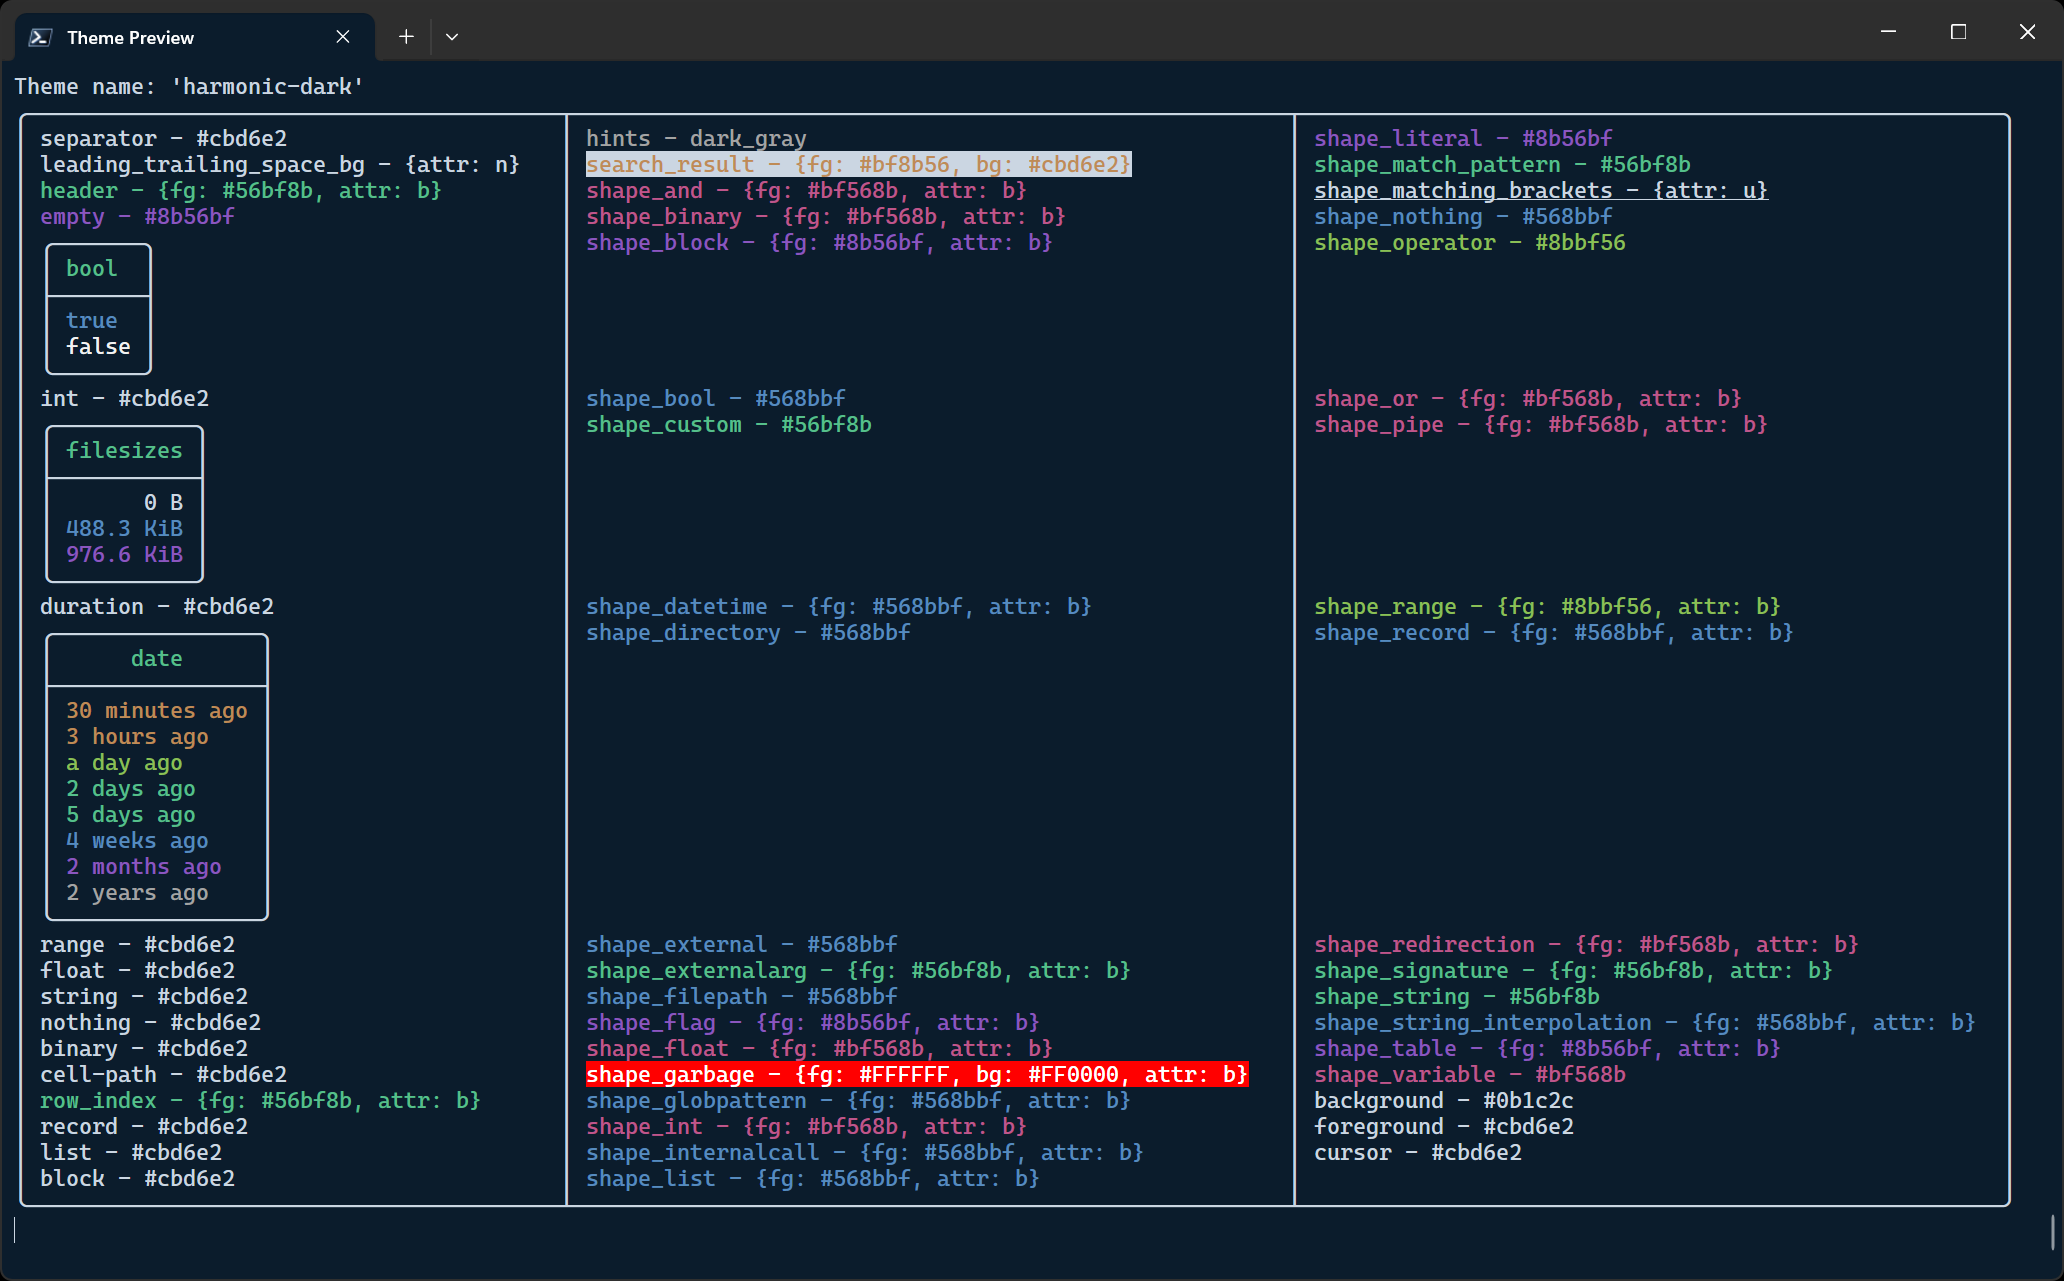 Theme Preview
Theme name: 'harmonic-dark'
separator - #cbd6e2
leading_trailing_space_bg - {attr: n}
header - {fg: #56bf8b, attr: b}
empty - #8b56bf
bool
true
false
int - #cbd6e2
filesizes
0 B
488.3 KiB
976.6 KiB
duration - #cbd6e2
date
30 minutes ago
3 hours ago
a day ago
2 days ago
5 days ago
4 weeks ago
2 months ago
2 years ago
range - #cbd6e2
float - #cbd6e2
string - #cbd6e2
nothing - #cbd6e2
binary - #cbd6e2
cell-path - #cbd6e2
row_index - {fg: #56bf8b, attr: b}
record - #cbd6e2
list - #cbd6e2
block - #cbd6e2
hints - dark_gray
search_result - {fg: #bf8b56, bg: #cbd6e2}
shape_and - {fg: #bf568b, attr: b}
shape_binary - {fg: #bf568b, attr: b}
shape_block - {fg: #8b56bf, attr: b}
shape_bool - #568bbf
shape_custom - #56bf8b
shape_datetime - {fg: #568bbf, attr: b}
shape_directory - #568bbf
shape_external - #568bbf
shape_externalarg - {fg: #56bf8b, attr: b}
shape_filepath - #568bbf
shape_flag - {fg: #8b56bf, attr: b}
shape_float - {fg: #bf568b, attr: b}
shape_garbage - {fg: #FFFFFF, bg: #FF0000, attr: b}
shape_globpattern - {fg: #568bbf, attr: b}
shape_int - {fg: #bf568b, attr: b}
shape_internalcall - {fg: #568bbf, attr: b}
shape_list - {fg: #568bbf, attr: b}
shape_literal - #8b56bf
shape_match_pattern - #56bf8b
shape_matching_brackets - {attr: u}
shape_nothing - #568bbf
shape_operator - #8bbf56
shape_or - {fg: #bf568b, attr: b}
shape_pipe - {fg: #bf568b, attr: b}
shape_range - {fg: #8bbf56, attr: b}
shape_record - {fg: #568bbf, attr: b}
shape_redirection - {fg: #bf568b, attr: b}
shape_signature - {fg: #56bf8b, attr: b}
shape_string - #56bf8b
shape_string_interpolation - {fg: #568bbf, attr: b}
shape_table - {fg: #8b56bf, attr: b}
shape_variable - #bf568b
background - #0b1c2c
foreground - #cbd6e2
cursor - #cbd6e2